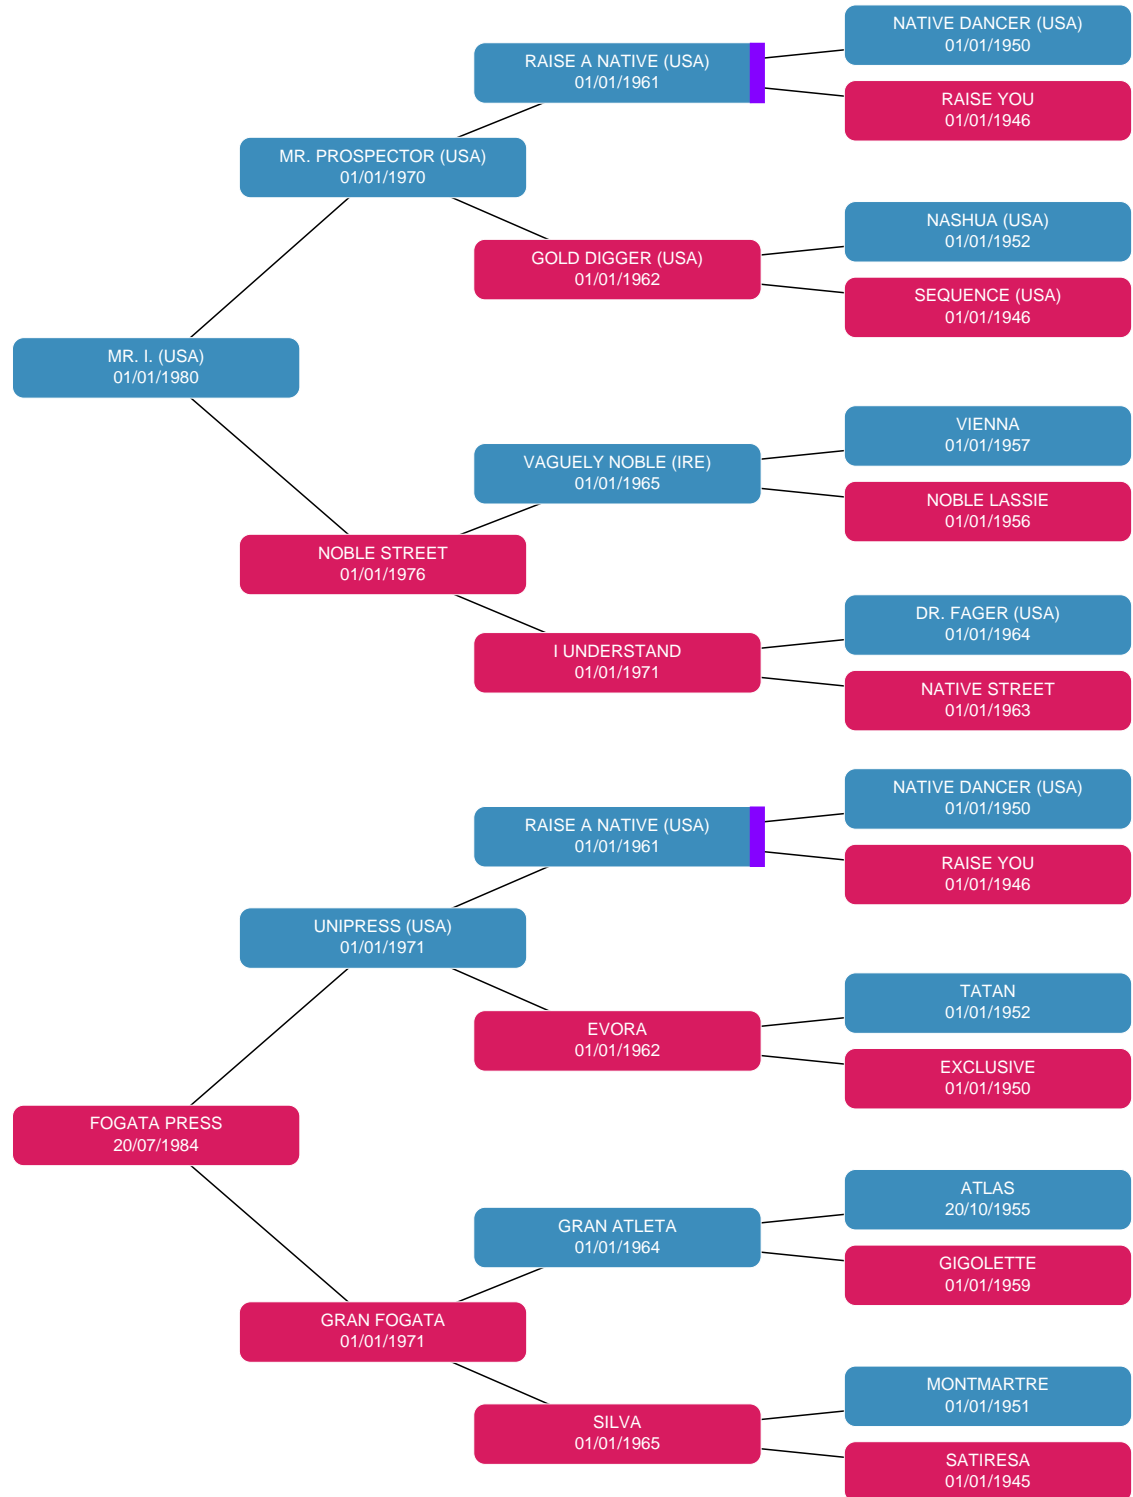 NATIVE DANCER (USA)
01/01/1950
RAISE A NATIVE (USA)
01/01/1961
RAISE YOU
01/01/1946
MR. PROSPECTOR (USA)
01/01/1970
NASHUA (USA)
01/01/1952
GOLD DIGGER (USA)
01/01/1962
SEQUENCE (USA)
01/01/1946
MR. I. (USA)
01/01/1980
VIENNA
01/01/1957
VAGUELY NOBLE (IRE)
01/01/1965
NOBLE LASSIE
01/01/1956
NOBLE STREET
01/01/1976
DR. FAGER (USA)
01/01/1964
I UNDERSTAND
01/01/1971
NATIVE STREET
01/01/1963
NATIVE DANCER (USA)
01/01/1950
RAISE A NATIVE (USA)
01/01/1961
RAISE YOU
01/01/1946
UNIPRESS (USA)
01/01/1971
TATAN
01/01/1952
EVORA
01/01/1962
EXCLUSIVE
01/01/1950
FOGATA PRESS
20/07/1984
ATLAS
20/10/1955
GRAN ATLETA
01/01/1964
GIGOLETTE
01/01/1959
GRAN FOGATA
01/01/1971
MONTMARTRE
01/01/1951
SILVA
01/01/1965
SATIRESA
01/01/1945